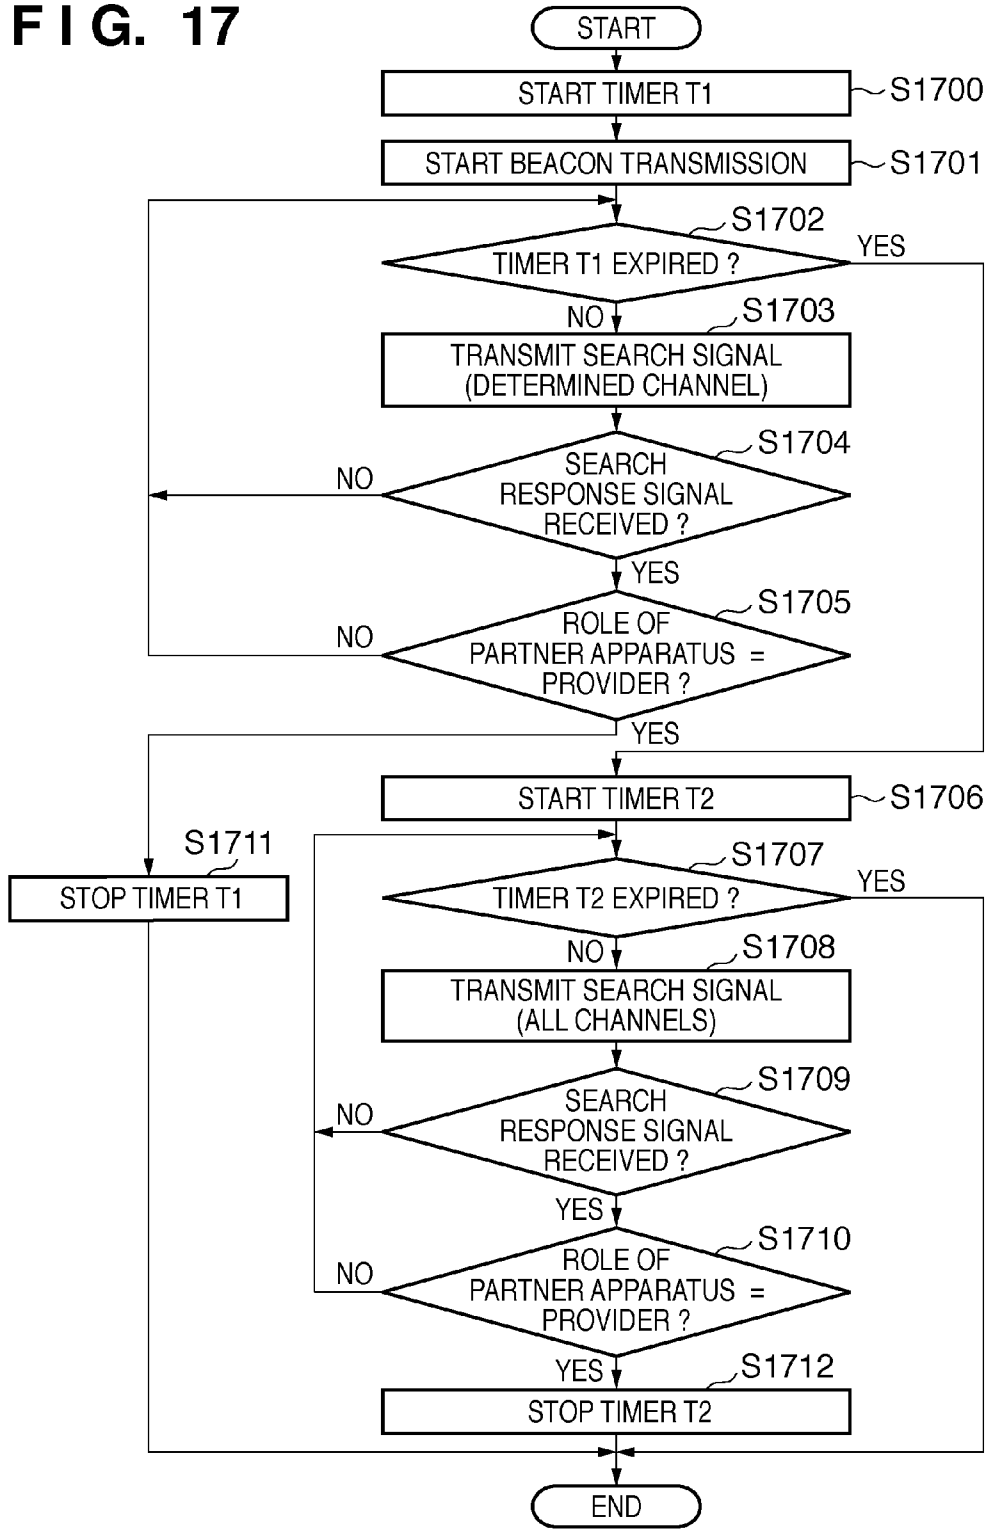 FIG. 17
START
START TIMER T1
S1700
START BEACON TRANSMISSION
S1701
S1702
TIMER T1 EXPIRED ?
YES
NO
S1703
TRANSMIT SEARCH SIGNAL
(DETERMINED CHANNEL)
S1704
SEARCH
RESPONSE SIGNAL
RECEIVED ?
NO
YES
S1705
ROLE OF
PARTNER APPARATUS =
PROVIDER ?
NO
YES
START TIMER T2
S1706
S1711
STOP TIMER T1
S1707
TIMER T2 EXPIRED ?
YES
NO
S1708
TRANSMIT SEARCH SIGNAL
(ALL CHANNELS)
S1709
SEARCH
RESPONSE SIGNAL
RECEIVED ?
NO
YES
S1710
ROLE OF
PARTNER APPARATUS =
PROVIDER ?
NO
YES
S1712
STOP TIMER T2
END